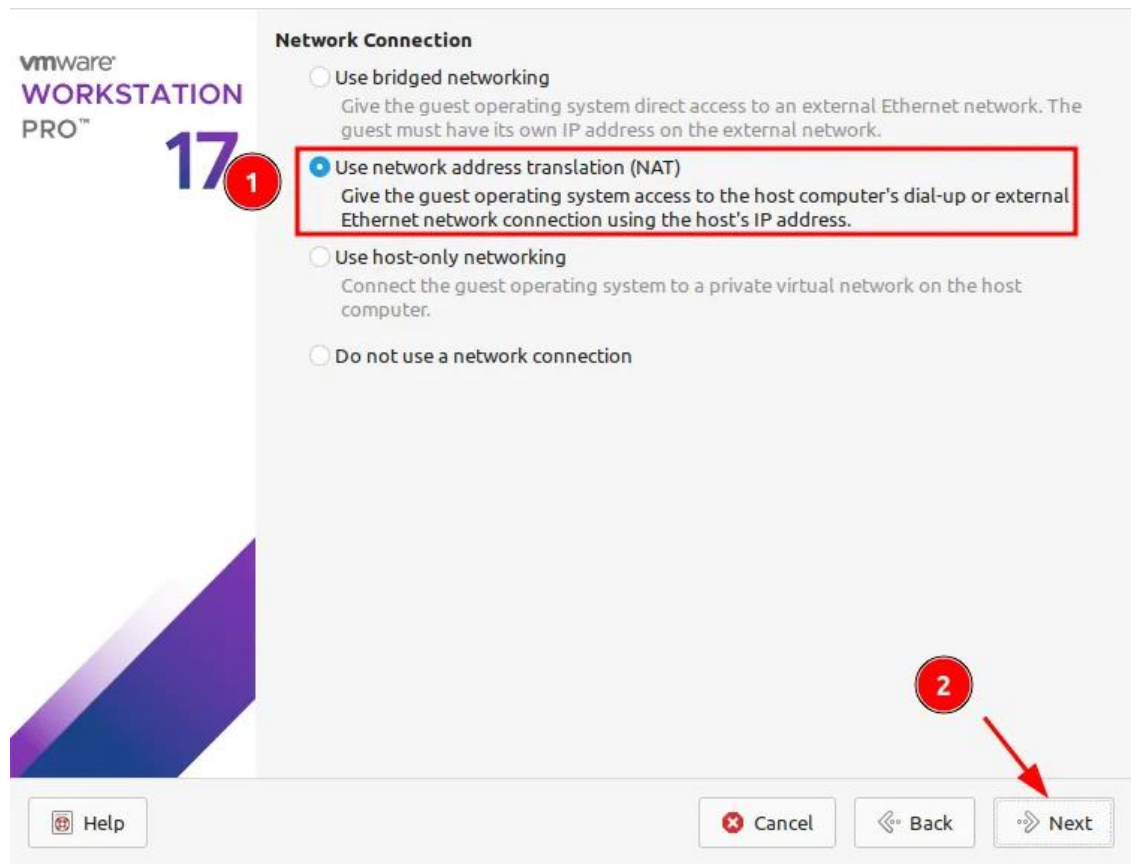 vmware
WORKSTATION
PRO™
17
Network Connection
Use bridged networking
Give the guest operating system direct access to an external Ethernet network. The
guest must have its own IP address on the external network.
1
Use network address translation (NAT)
Give the guest operating system access to the host computer's dial-up or external
Ethernet network connection using the host's IP address.
Use host-only networking
Connect the guest operating system to a private virtual network on the host
computer.
Do not use a network connection
2
Help
Cancel
Back
Next